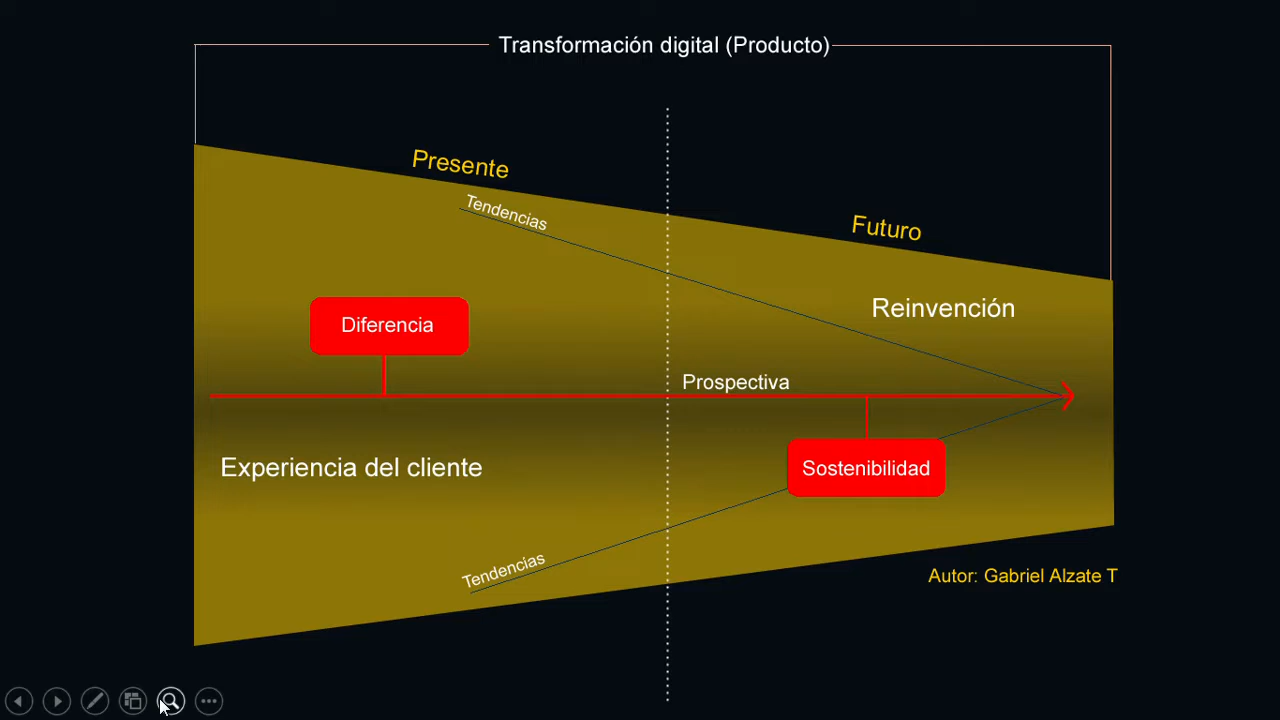 Transformación digital (Producto)
Presente
Tendencias
Futuro
Reinvención
Diferencia
Prospectiva
Experiencia del cliente
Sostenibilidad
Tendencias
Autor: Gabriel Alzate T